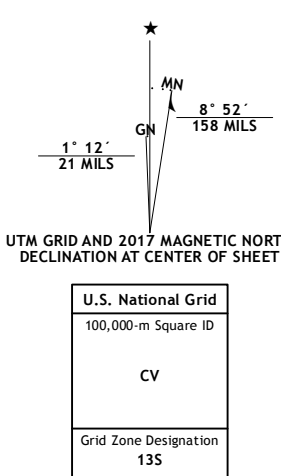 ★
MN
GN
8° 52´
158 MILS
1° 12´
21 MILS
UTM GRID AND 2017 MAGNETIC NORT
DECLINATION AT CENTER OF SHEET
U.S. National Grid
100,000-m Square ID
CV
Grid Zone Designation
13S